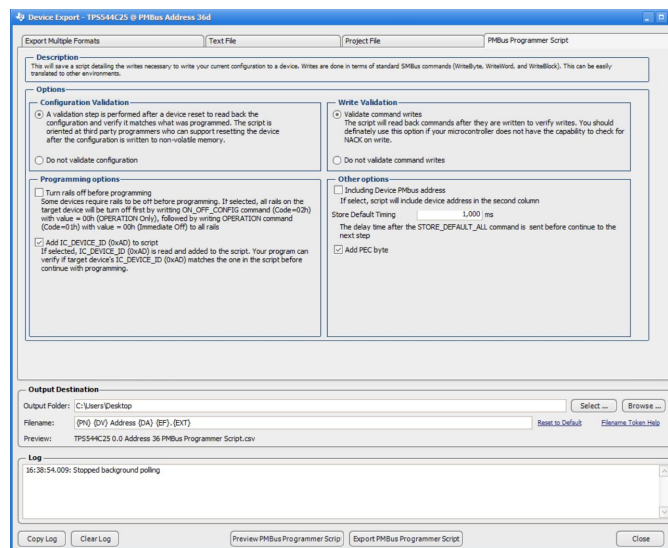 Device Export - TPS544C25 @ PMBus Address 36d
Export Multiple Formats
Text File
Project File
PMBus Programmer Script
Description
This will save a script detailing the writes necessary to write your current configuration to a device. Writes are done in terms of standard SMBus commands (WriteByte, WriteWord, and WriteBlock). This can be easily
translated to other environments.
Options
Configuration Validation
A validation step is performed after a device reset to read back the
configuration and verify it matches what was programmed. The script is
oriented at third party programmers who can support resetting the device
after the configuration is written to non-volatile memory.
Do not validate configuration
Write Validation
Validate command writes
The script will read back commands after they are written to verify writes. You should
definately use this option if your microcontroller does not have the capability to check for
NACK on write.
Do not validate command writes
Programming options
Turn rails off before programming
Some devices require rails to be off before programming. If selected, all rails on the
target device will be turn off first by writting ON_OFF_CONFIG command (Code=02h)
with value = 00h (OPERATION Only), followed by writing OPERATION command
(Code=01h) with value = 00h (Immediate Off) to all rails
Add IC_DEVICE_ID (0xAD) to script
If selected, IC_DEVICE_ID (0xAD) is read and added to the script. Your program can
verify if target device's IC_DEVICE_ID (0xAD) matches the one in the script before
continue with programming.
Other options
Including Device PMbus address
If select, script will include device address in the second column
Store Default Timing 1,000 ms
The delay time after the STORE_DEFAULT_ALL command is sent before continue to the
next step
Add PEC byte
Output Destination
Output Folder: C:\Users\Desktop
Select ...
Browse ...
Filename: {PN} {DV} Address {DA} {EF}.{EXT}
Reset to Default
Filename Token Help
Preview: TPS544C25 0.0 Address 36 PMBus Programmer Script.csv
Log
16:38:54.009: Stopped background polling
Copy Log
Clear Log
Preview PMBus Programmer Scrip
Export PMBus Programmer Script
Close